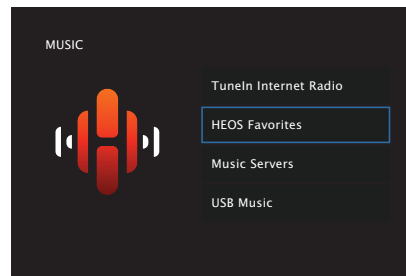 MUSIC
TuneIn Internet Radio
HEOS Favorites
Music Servers
USB Music